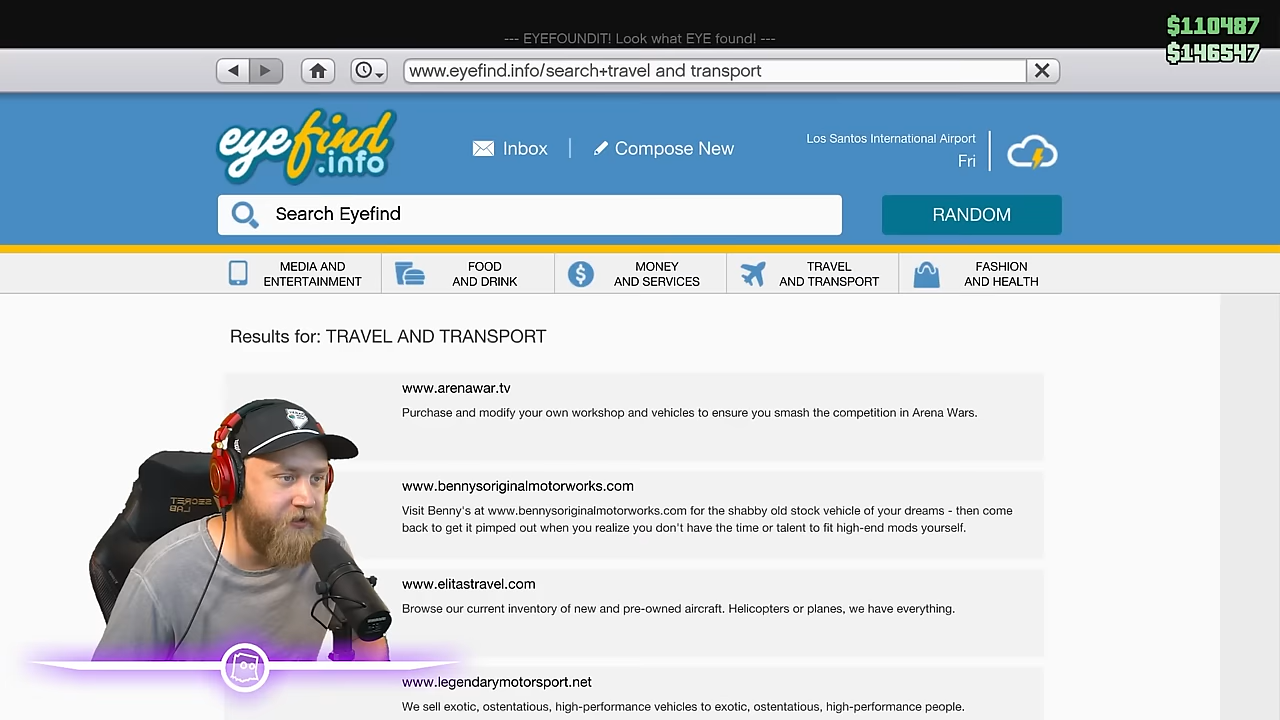 --- EYEFOUNDIT! Look what EYE found! ---
$110487
$146547
www.eyefind.info/search+travel and transport
eyefind
.info
Inbox | Compose New
Los Santos International Airport
Fri
Search Eyefind
RANDOM
MEDIA AND
ENTERTAINMENT
FOOD
AND DRINK
MONEY
AND SERVICES
TRAVEL
AND TRANSPORT
FASHION
AND HEALTH
Results for: TRAVEL AND TRANSPORT
www.arenawar.tv
Purchase and modify your own workshop and vehicles to ensure you smash the competition in Arena Wars.
www.bennysoriginalmotorworks.com
Visit Benny's at www.bennysoriginalmotorworks.com for the shabby old stock vehicle of your dreams - then come
back to get it pimped out when you realize you don't have the time or talent to fit high-end mods yourself.
www.elitastravel.com
Browse our current inventory of new and pre-owned aircraft. Helicopters or planes, we have everything.
www.legendarymotorsport.net
We sell exotic, ostentatious, high-performance vehicles to exotic, ostentatious, high-performance people.
SECRET
LAB